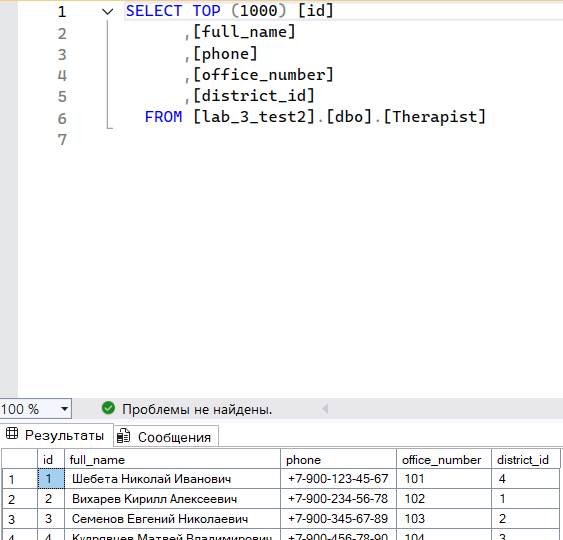 1 SELECT TOP (1000) [id]
2 ,[full_name]
3 ,[phone]
4 ,[office_number]
5 ,[district_id]
6 FROM [lab_3_test2].[dbo].[Therapist]
7
100 % Проблемы не найдены.
Результаты Сообщения
id full_name phone office_number district_id
1 1 Шебета Николай Иванович +7-900-123-45-67 101 4
2 2 Вихарев Кирилл Алексеевич +7-900-234-56-78 102 1
3 3 Семенов Евгений Николаевич +7-900-345-67-89 103 2
4 4 Кудрявцев Матвей Владимирович +7-900-456-78-90 104 3